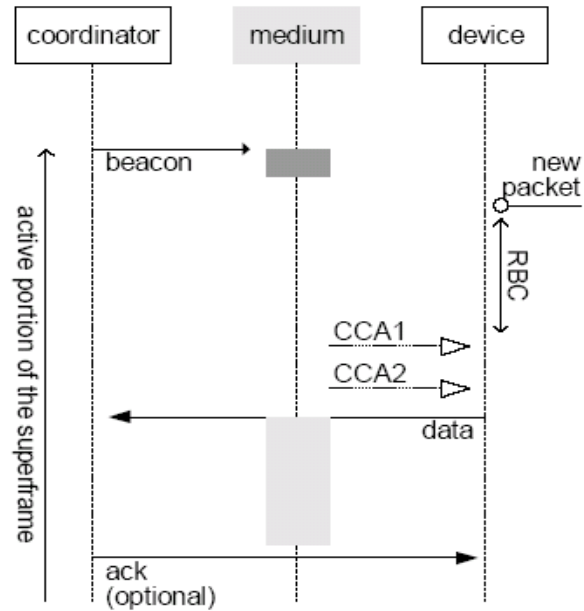 coordinator
medium
device
beacon
new
packet
active portion of the superframe
RBC
CCA1
CCA2
data
ack
(optional)